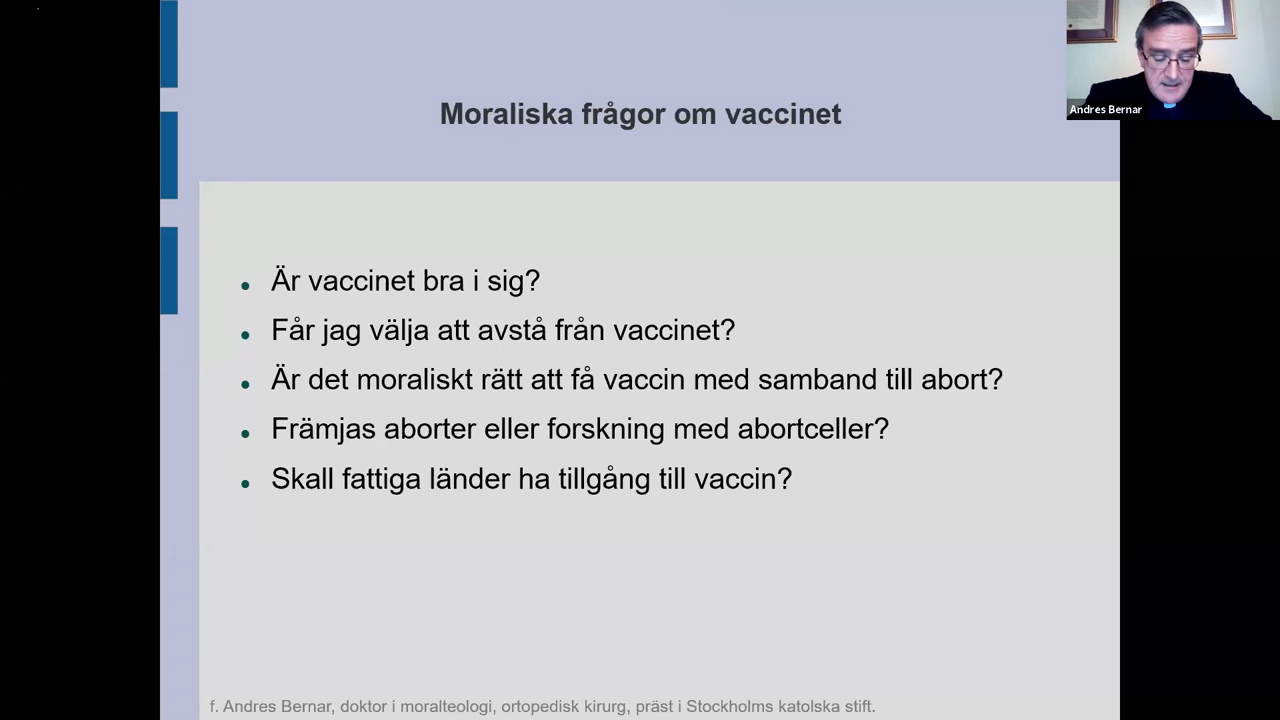 Moraliska frågor om vaccinet
Andres Bernar
Är vaccinet bra i sig?
Får jag välja att avstå från vaccinet?
Är det moraliskt rätt att få vaccin med samband till abort?
Främjas aborter eller forskning med abortceller?
Skall fattiga länder ha tillgång till vaccin?
f. Andres Bernar, doktor i moralteologi, ortopedisk kirurg, präst i Stockholms katolska stift.